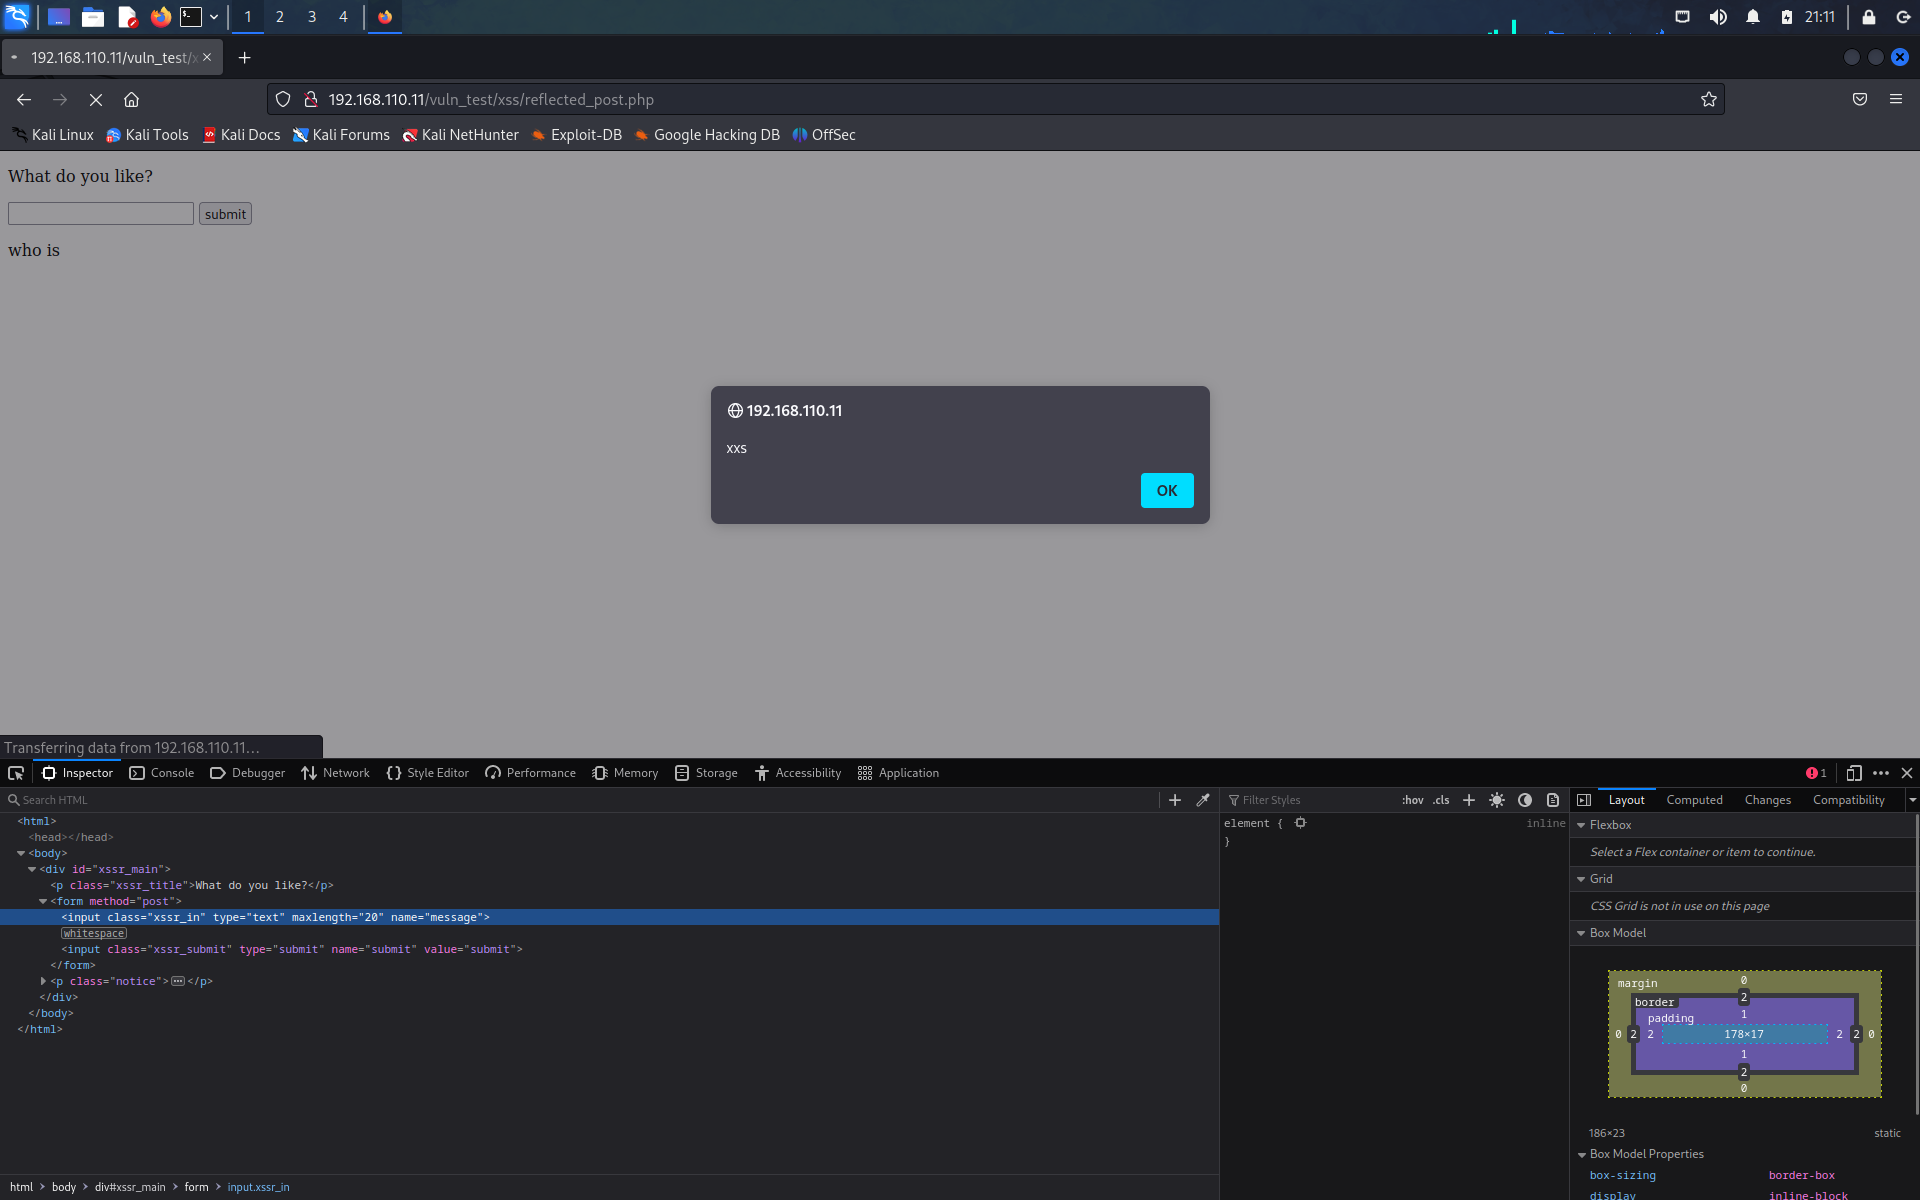 1 2 3 4 21:11
192.168.110.11/vuln_test/x
192.168.110.11/vuln_test/xss/reflected_post.php
Kali Linux Kali Tools Kali Docs Kali Forums Kali NetHunter Exploit-DB Google Hacking DB OffSec
What do you like?
submit
who is
192.168.110.11
xxs
OK
Transferring data from 192.168.110.11…
Inspector Console Debugger Network Style Editor Performance Memory Storage Accessibility Application 1
Search HTML
<html>
<head></head>
<body>
<div id="xssr_main">
<p class="xssr_title">What do you like?</p>
<form method="post">
<input class="xssr_in" type="text" maxlength="20" name="message">
whitespace
<input class="xssr_submit" type="submit" name="submit" value="submit">
</form>
<p class="notice">…</p>
</div>
</body>
</html>
html > body > div#xssr_main > form > input.xssr_in
Filter Styles :hov .cls
element { inline
}
Layout Computed Changes Compatibility
Flexbox
Select a Flex container or item to continue.
Grid
CSS Grid is not in use on this page
Box Model
margin 0
border 2
padding 1
0 2 2 178×17 2 2 0
1
2
0
186×23 static
Box Model Properties
box-sizing border-box
display inline-block